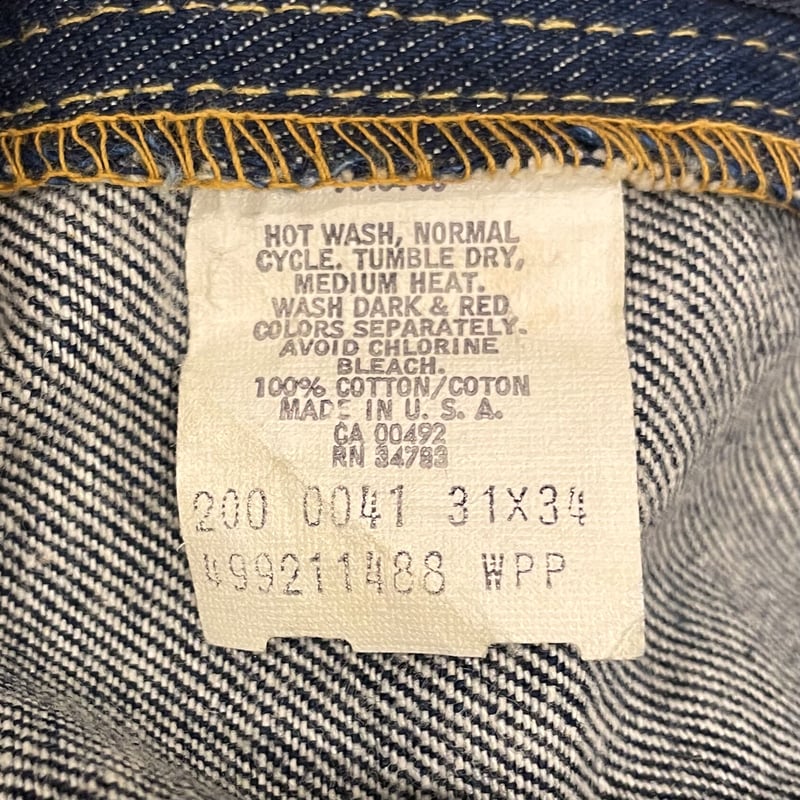 HOT WASH, NORMAL
CYCLE. TUMBLE DRY,
MEDIUM HEAT.
WASH DARK & RED
COLORS SEPARATELY.
AVOID CHLORINE
BLEACH.
100% COTTON/COTON
MADE IN U. S. A.
CA 00492
RN 34783
200 0041 31X34
499211488 WPP